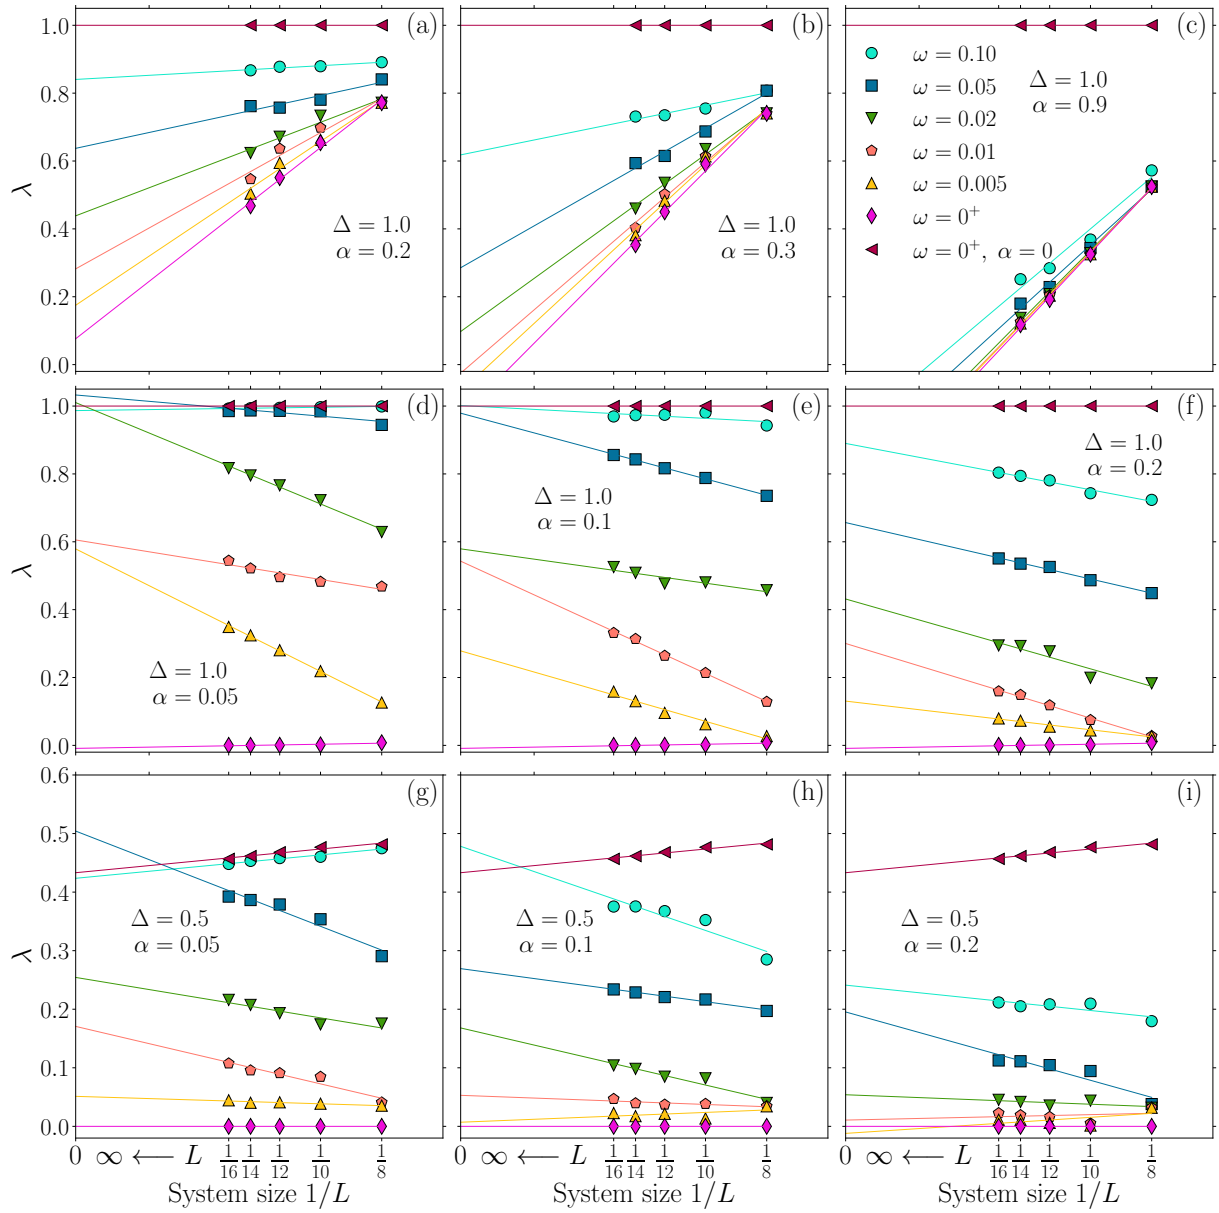 1.0
0.8
0.6
0.4
0.2
0.0
λ
(a)
Δ = 1.0
α = 0.2
(b)
Δ = 1.0
α = 0.3
(c)
ω = 0.10
ω = 0.05
ω = 0.02
ω = 0.01
ω = 0.005
ω = 0⁺
ω = 0⁺, α = 0
Δ = 1.0
α = 0.9
1.0
0.8
0.6
0.4
0.2
0.0
λ
(d)
Δ = 1.0
α = 0.05
(e)
Δ = 1.0
α = 0.1
(f)
Δ = 1.0
α = 0.2
0.6
0.5
0.4
0.3
0.2
0.1
0.0
λ
(g)
Δ = 0.5
α = 0.05
(h)
Δ = 0.5
α = 0.1
(i)
Δ = 0.5
α = 0.2
0 ∞ ⟵ L 1/16 1/14 1/12 1/10 1/8
System size 1/L
0 ∞ ⟵ L 1/16 1/14 1/12 1/10 1/8
System size 1/L
0 ∞ ⟵ L 1/16 1/14 1/12 1/10 1/8
System size 1/L